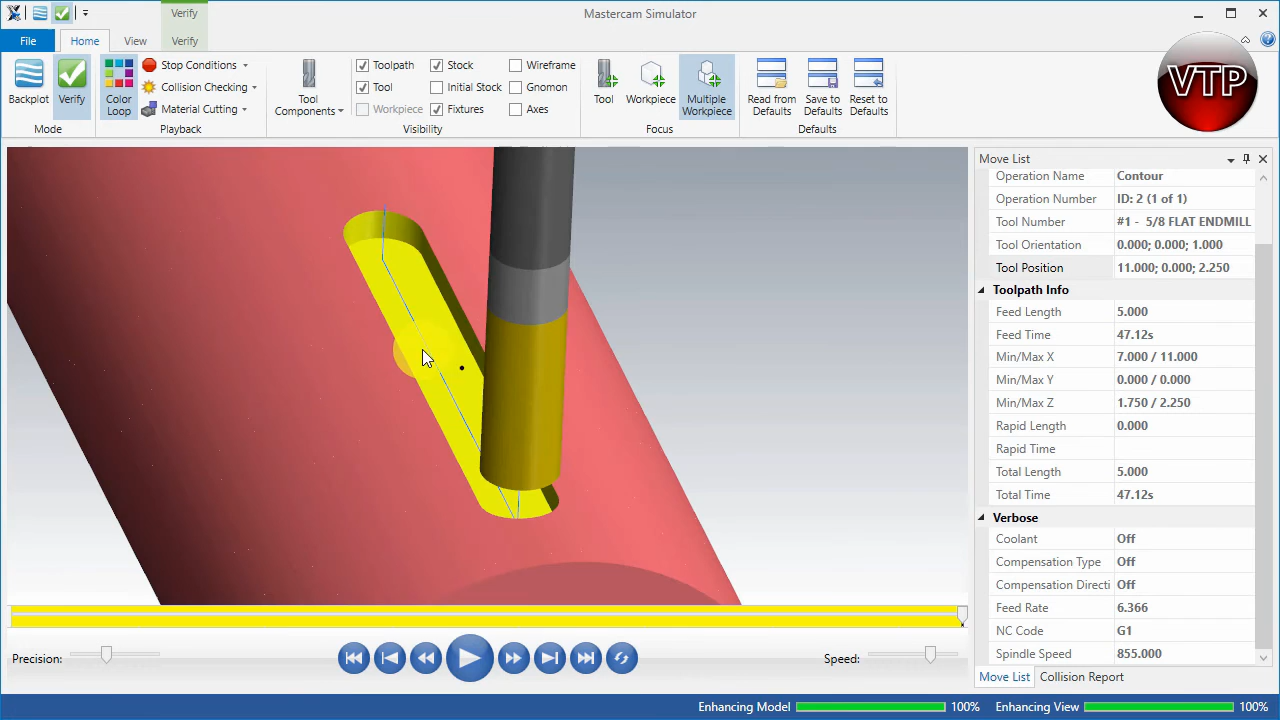 Verify
Mastercam Simulator
File Home View Verify
VTP
Backplot
Verify
Mode
Color Loop
Stop Conditions
Collision Checking
Material Cutting
Playback
Tool Components
Toolpath Stock Wireframe
Tool Initial Stock Gnomon
Workpiece Fixtures Axes
Visibility
Tool
Workpiece
Multiple Workpiece
Focus
Read from Defaults
Save to Defaults
Reset to Defaults
Defaults
Move List
Operation Name Contour
Operation Number ID: 2 (1 of 1)
Tool Number #1 - 5/8 FLAT ENDMILL
Tool Orientation 0.000; 0.000; 1.000
Tool Position 11.000; 0.000; 2.250
Toolpath Info
Feed Length 5.000
Feed Time 47.12s
Min/Max X 7.000 / 11.000
Min/Max Y 0.000 / 0.000
Min/Max Z 1.750 / 2.250
Rapid Length 0.000
Rapid Time
Total Length 5.000
Total Time 47.12s
Verbose
Coolant Off
Compensation Type Off
Compensation Directi Off
Feed Rate 6.366
NC Code G1
Spindle Speed 855.000
Precision:
Speed:
Move List Collision Report
Enhancing Model 100% Enhancing View 100%